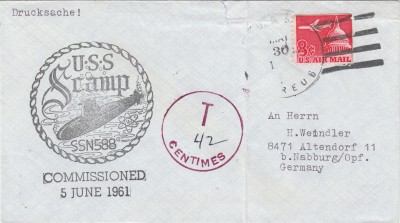 Drucksache!
U.S.S
Scamp
SSN588
COMMISSIONED
5 JUNE 1961
T
42
CENTIMES
MAY
30
8¢
U.S. AIR MAIL
An Herrn
H.Weindler
8471 Altendorf 11
b.Nabburg/Opf.
Germany